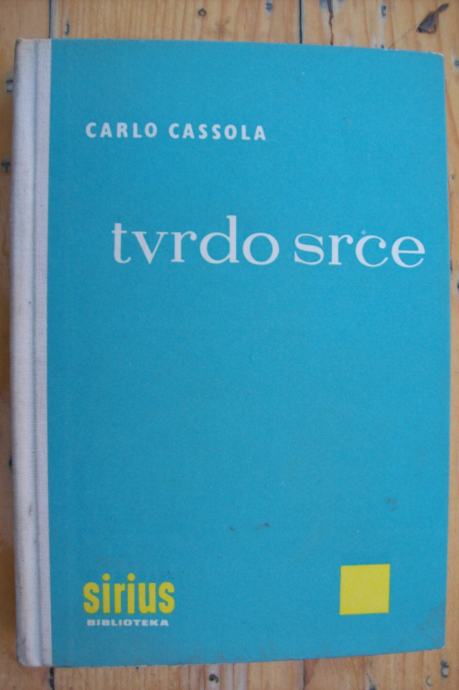 CARLO CASSOLA
tvrdo srce
sirius
BIBLIOTEKA